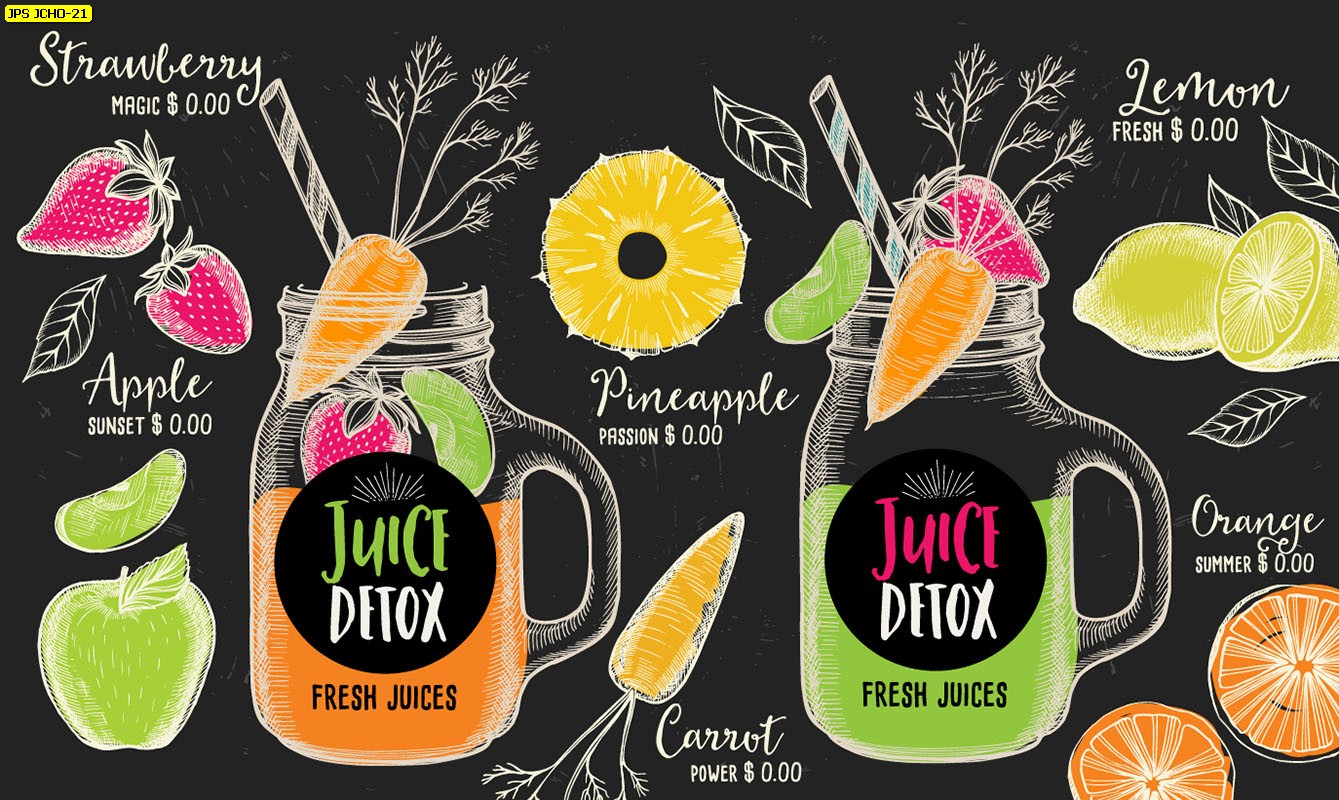 JPS JCHO-21
Strawberry
MAGIC $ 0.00
Lemon
FRESH $ 0.00
Apple
SUNSET $ 0.00
Pineapple
PASSION $ 0.00
JUICE
DETOX
FRESH JUICES
JUICE
DETOX
FRESH JUICES
Orange
SUMMER $ 0.00
Carrot
POWER $ 0.00